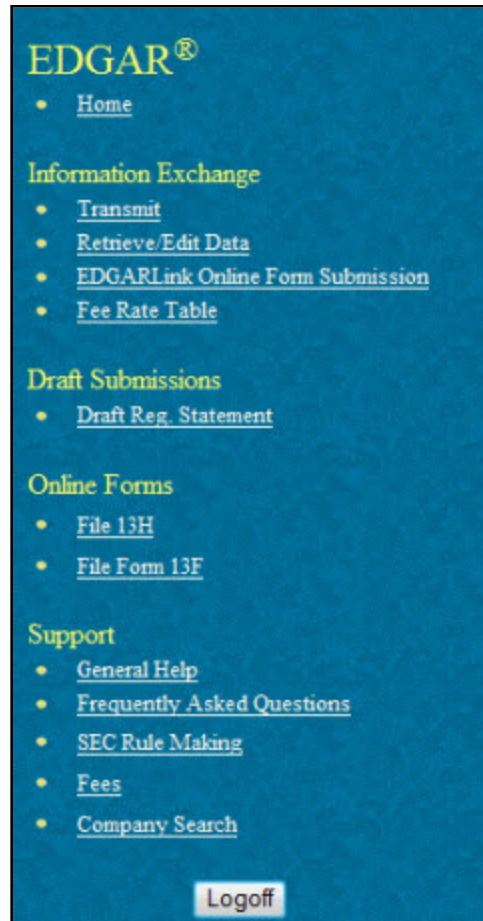 EDGAR®
Home
Information Exchange
Transmit
Retrieve/Edit Data
EDGARLink Online Form Submission
Fee Rate Table
Draft Submissions
Draft Reg. Statement
Online Forms
File 13H
File Form 13F
Support
General Help
Frequently Asked Questions
SEC Rule Making
Fees
Company Search
Logoff